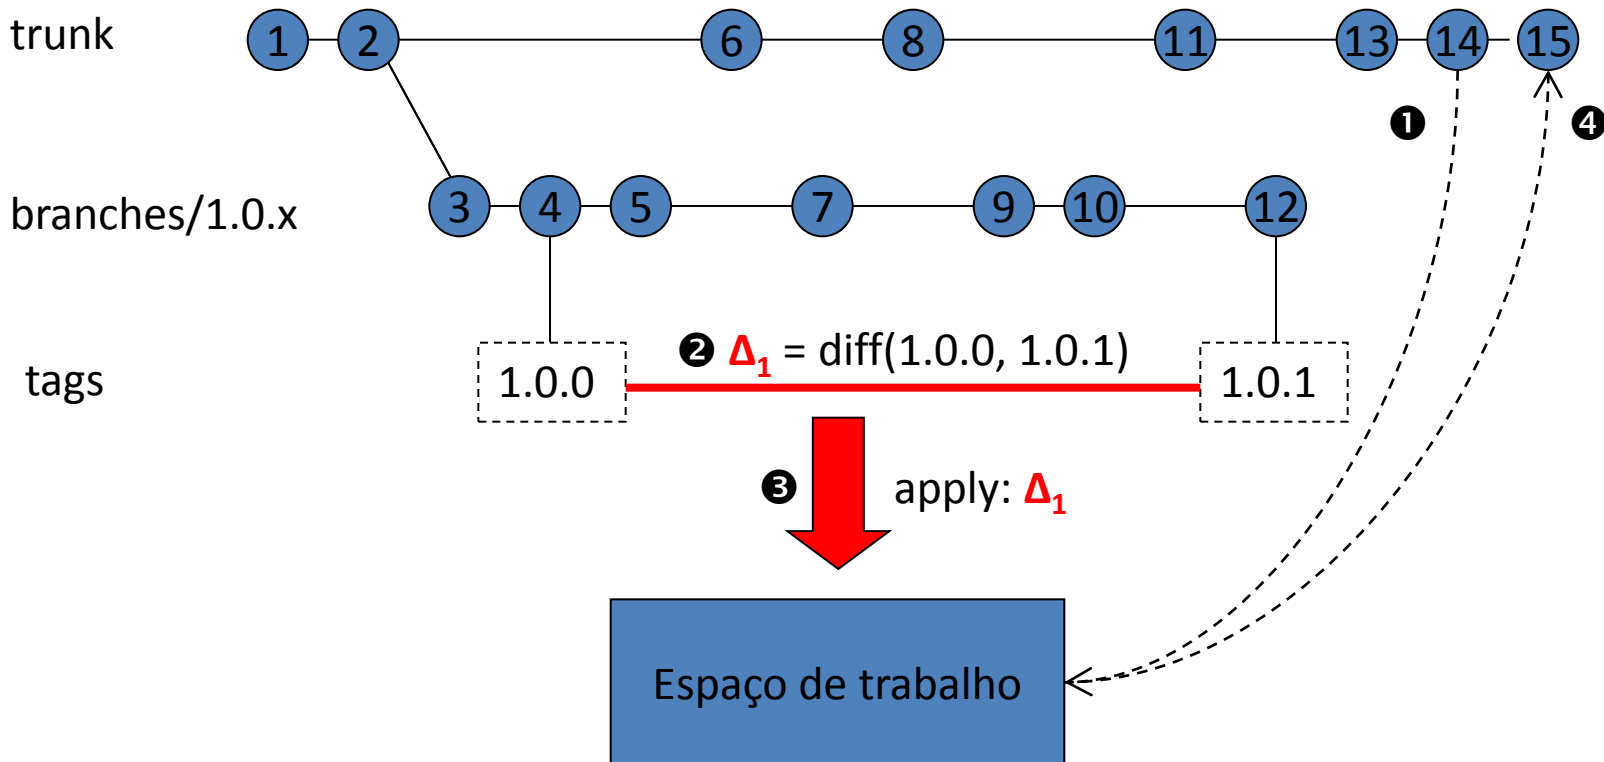 trunk
1 2 6 8 11 13 14 15
❶ ❹
branches/1.0.x
3 4 5 7 9 10 12
❷ Δ1 = diff(1.0.0, 1.0.1)
tags
1.0.0 1.0.1
❸ apply: Δ1
Espaço de trabalho